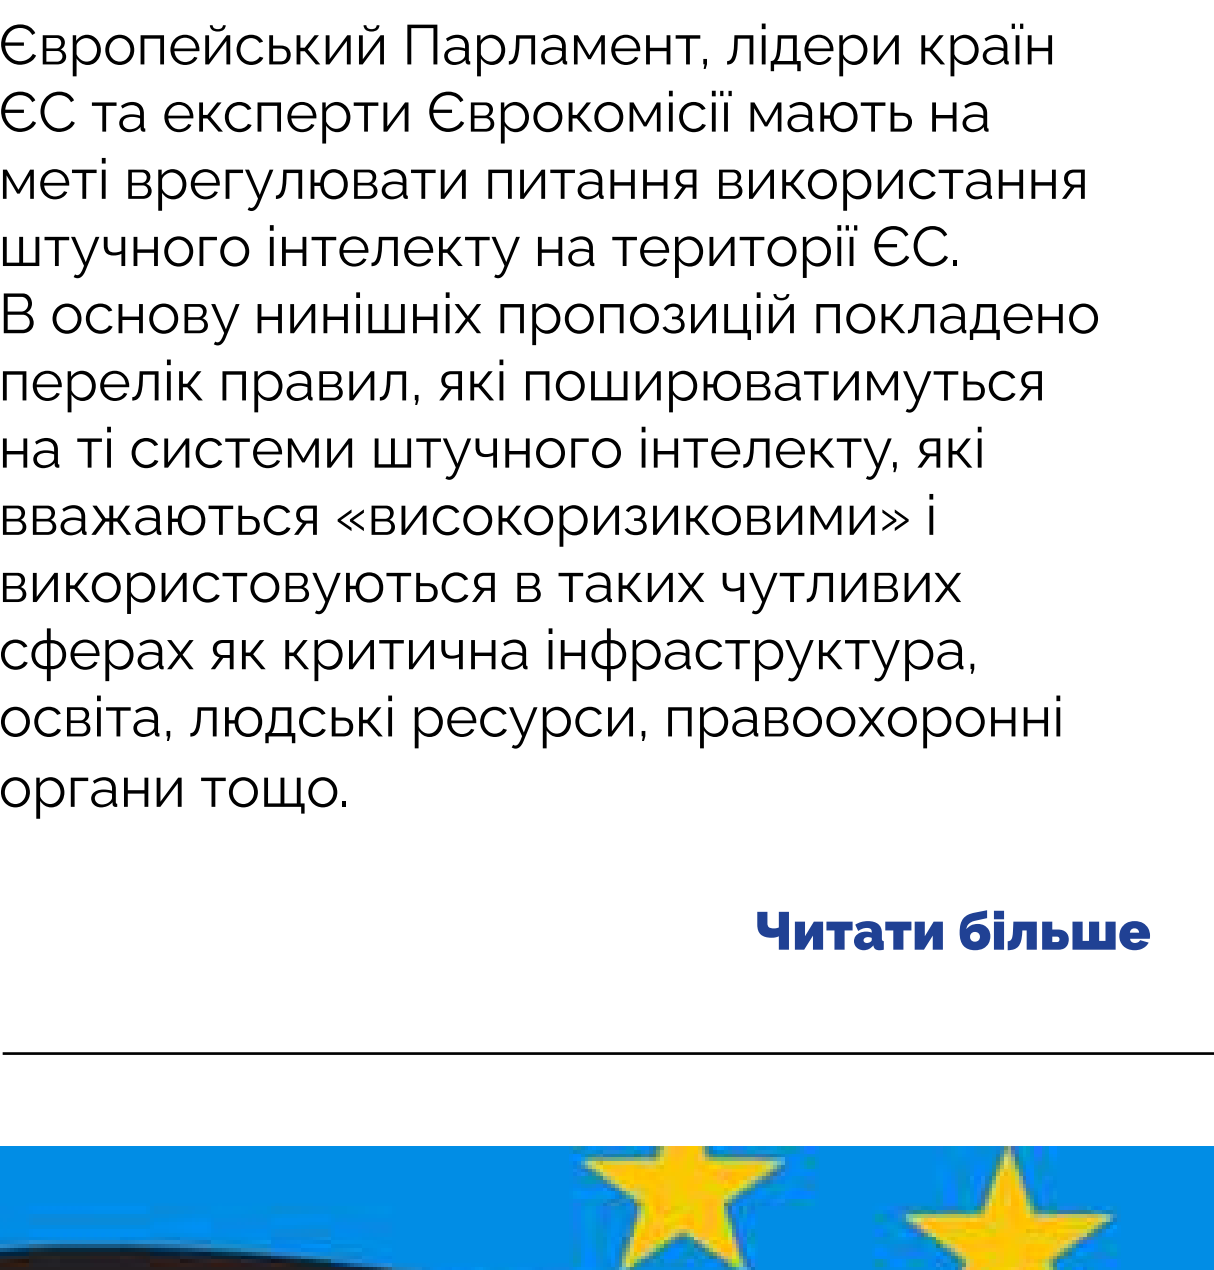 Європейський Парламент, лідери країн
ЄС та експерти Єврокомісії мають на
меті врегулювати питання використання
штучного інтелекту на території ЄС.
В основу нинішніх пропозицій покладено
перелік правил, які поширюватимуться
на ті системи штучного інтелекту, які
вважаються «високоризиковими» і
використовуються в таких чутливих
сферах як критична інфраструктура,
освіта, людські ресурси, правоохоронні
органи тощо.
Читати більше